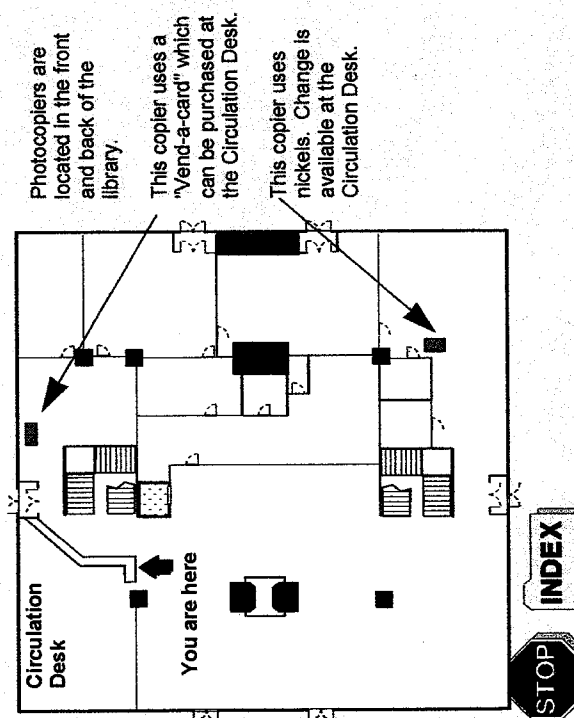 Photocopiers are
located in the front
and back of the
library.
This copier uses a
"Vend-a-card" which
can be purchased at
the Circulation Desk.
This copier uses
nickels. Change is
available at the
Circulation Desk.
Circulation
Desk
You are here
STOP
INDEX